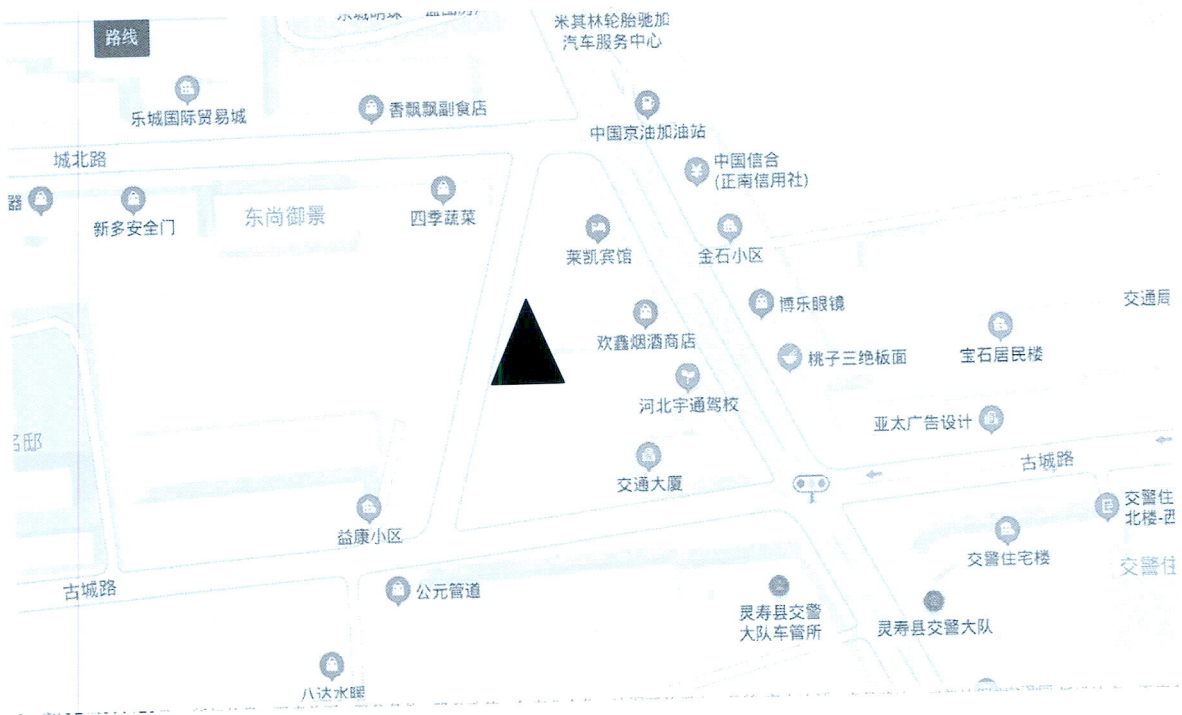 路线
米其林轮胎驰加
汽车服务中心
乐城国际贸易城
香飘飘副食店
中国京油加油站
城北路
中国信合
(正南信用社)
器
新多安全门
东尚御景
四季蔬菜
莱凯宾馆
金石小区
博乐眼镜
交通局
欢鑫烟酒商店
桃子三绝板面
宝石居民楼
河北宇通驾校
亚太广告设计
名邸
交通大厦
古城路
益康小区
交警住
北楼-西
交警住宅楼
交警住
古城路
公元管道
灵寿县交警
大队车管所
灵寿县交警大队
八达水暖